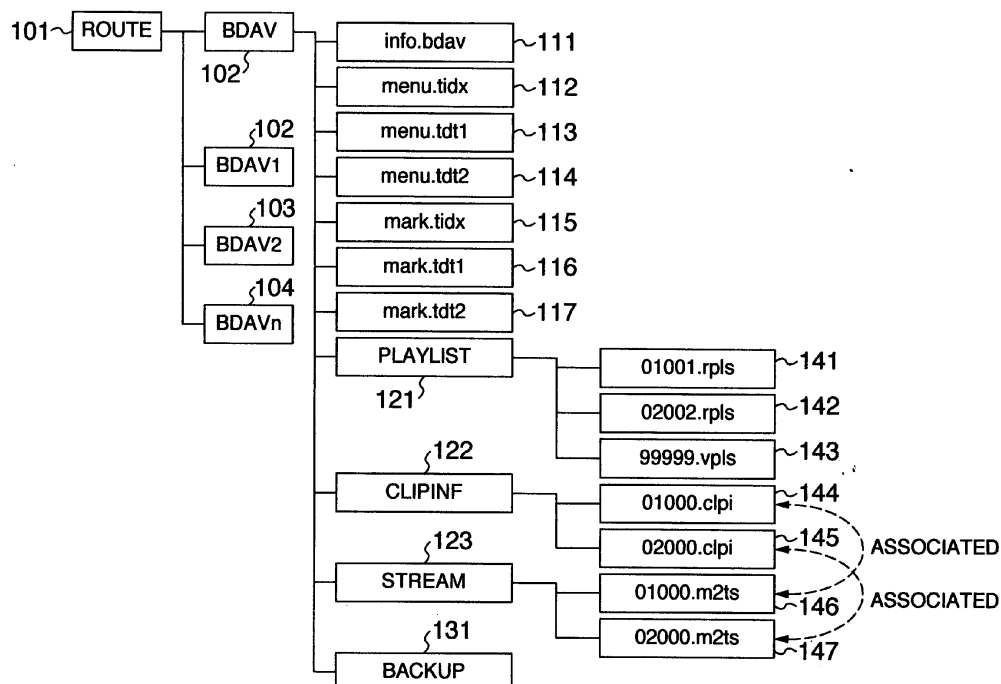 101 ROUTE BDAV info.bdav 111
102 menu.tidx 112
menu.tdt1 113
102
BDAV1 menu.tdt2 114
103 mark.tidx 115
BDAV2
104 mark.tdt1 116
BDAVn mark.tdt2 117
PLAYLIST 01001.rpls 141
121
02002.rpls 142
99999.vpls 143
122
CLIPINF 01000.clpi 144
02000.clpi 145 ASSOCIATED
123
STREAM 01000.m2ts 146 ASSOCIATED
02000.m2ts 147
131
BACKUP